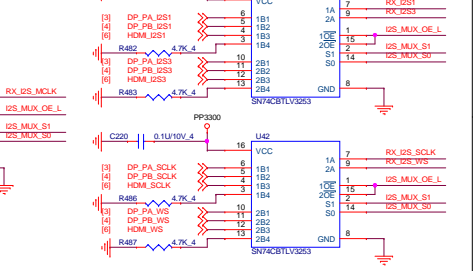 VCC
[3] DP_PA_I2S1 6 1B1 1A 7 RX_I2S1
[4] DP_PB_I2S1 5 1B2 2A 9 RX_I2S3
[6] HDMI_I2S1 4 1B3
R482 4.7K_4 3 1B4 1OE 1 I2S_MUX_OE_L
[3] DP_PA_I2S3 10 2B1 2OE 15
[4] DP_PB_I2S3 11 2B2 S1 2 I2S_MUX_S1
[6] HDMI_I2S3 12 2B3 S0 14 I2S_MUX_S0
R483 4.7K_4 13 2B4 GND 8
SN74CBTLV3253
RX_I2S_MCLK
I2S_MUX_OE_L
I2S_MUX_S1
I2S_MUX_S0
PP3300
C220 0.1U/10V_4 16 U42
VCC
[3] DP_PA_SCLK 6 1B1 1A 7 RX_I2S_SCLK
[4] DP_PB_SCLK 5 1B2 2A 9 RX_I2S_WS
[6] HDMI_SCLK 4 1B3
R486 4.7K_4 3 1B4 1OE 1 I2S_MUX_OE_L
[3] DP_PA_WS 10 2B1 2OE 15
[4] DP_PB_WS 11 2B2 S1 2 I2S_MUX_S1
[6] HDMI_WS 12 2B3 S0 14 I2S_MUX_S0
R487 4.7K_4 13 2B4 GND 8
SN74CBTLV3253